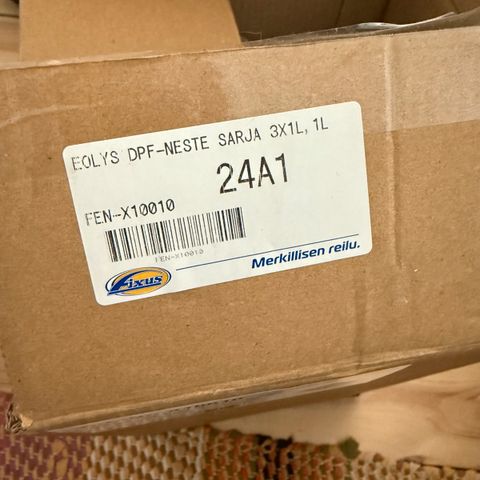 EOLYS DPF-NESTE SARJA 3X1L, 1L
24A1
FEN-X10010
FEN-X10010
Fixus
Merkillisen reilu.